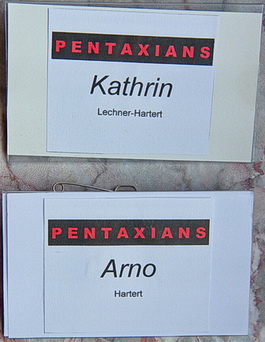 PENTAXIANS
Kathrin
Lechner-Hartert
PENTAXIANS
Arno
Hartert